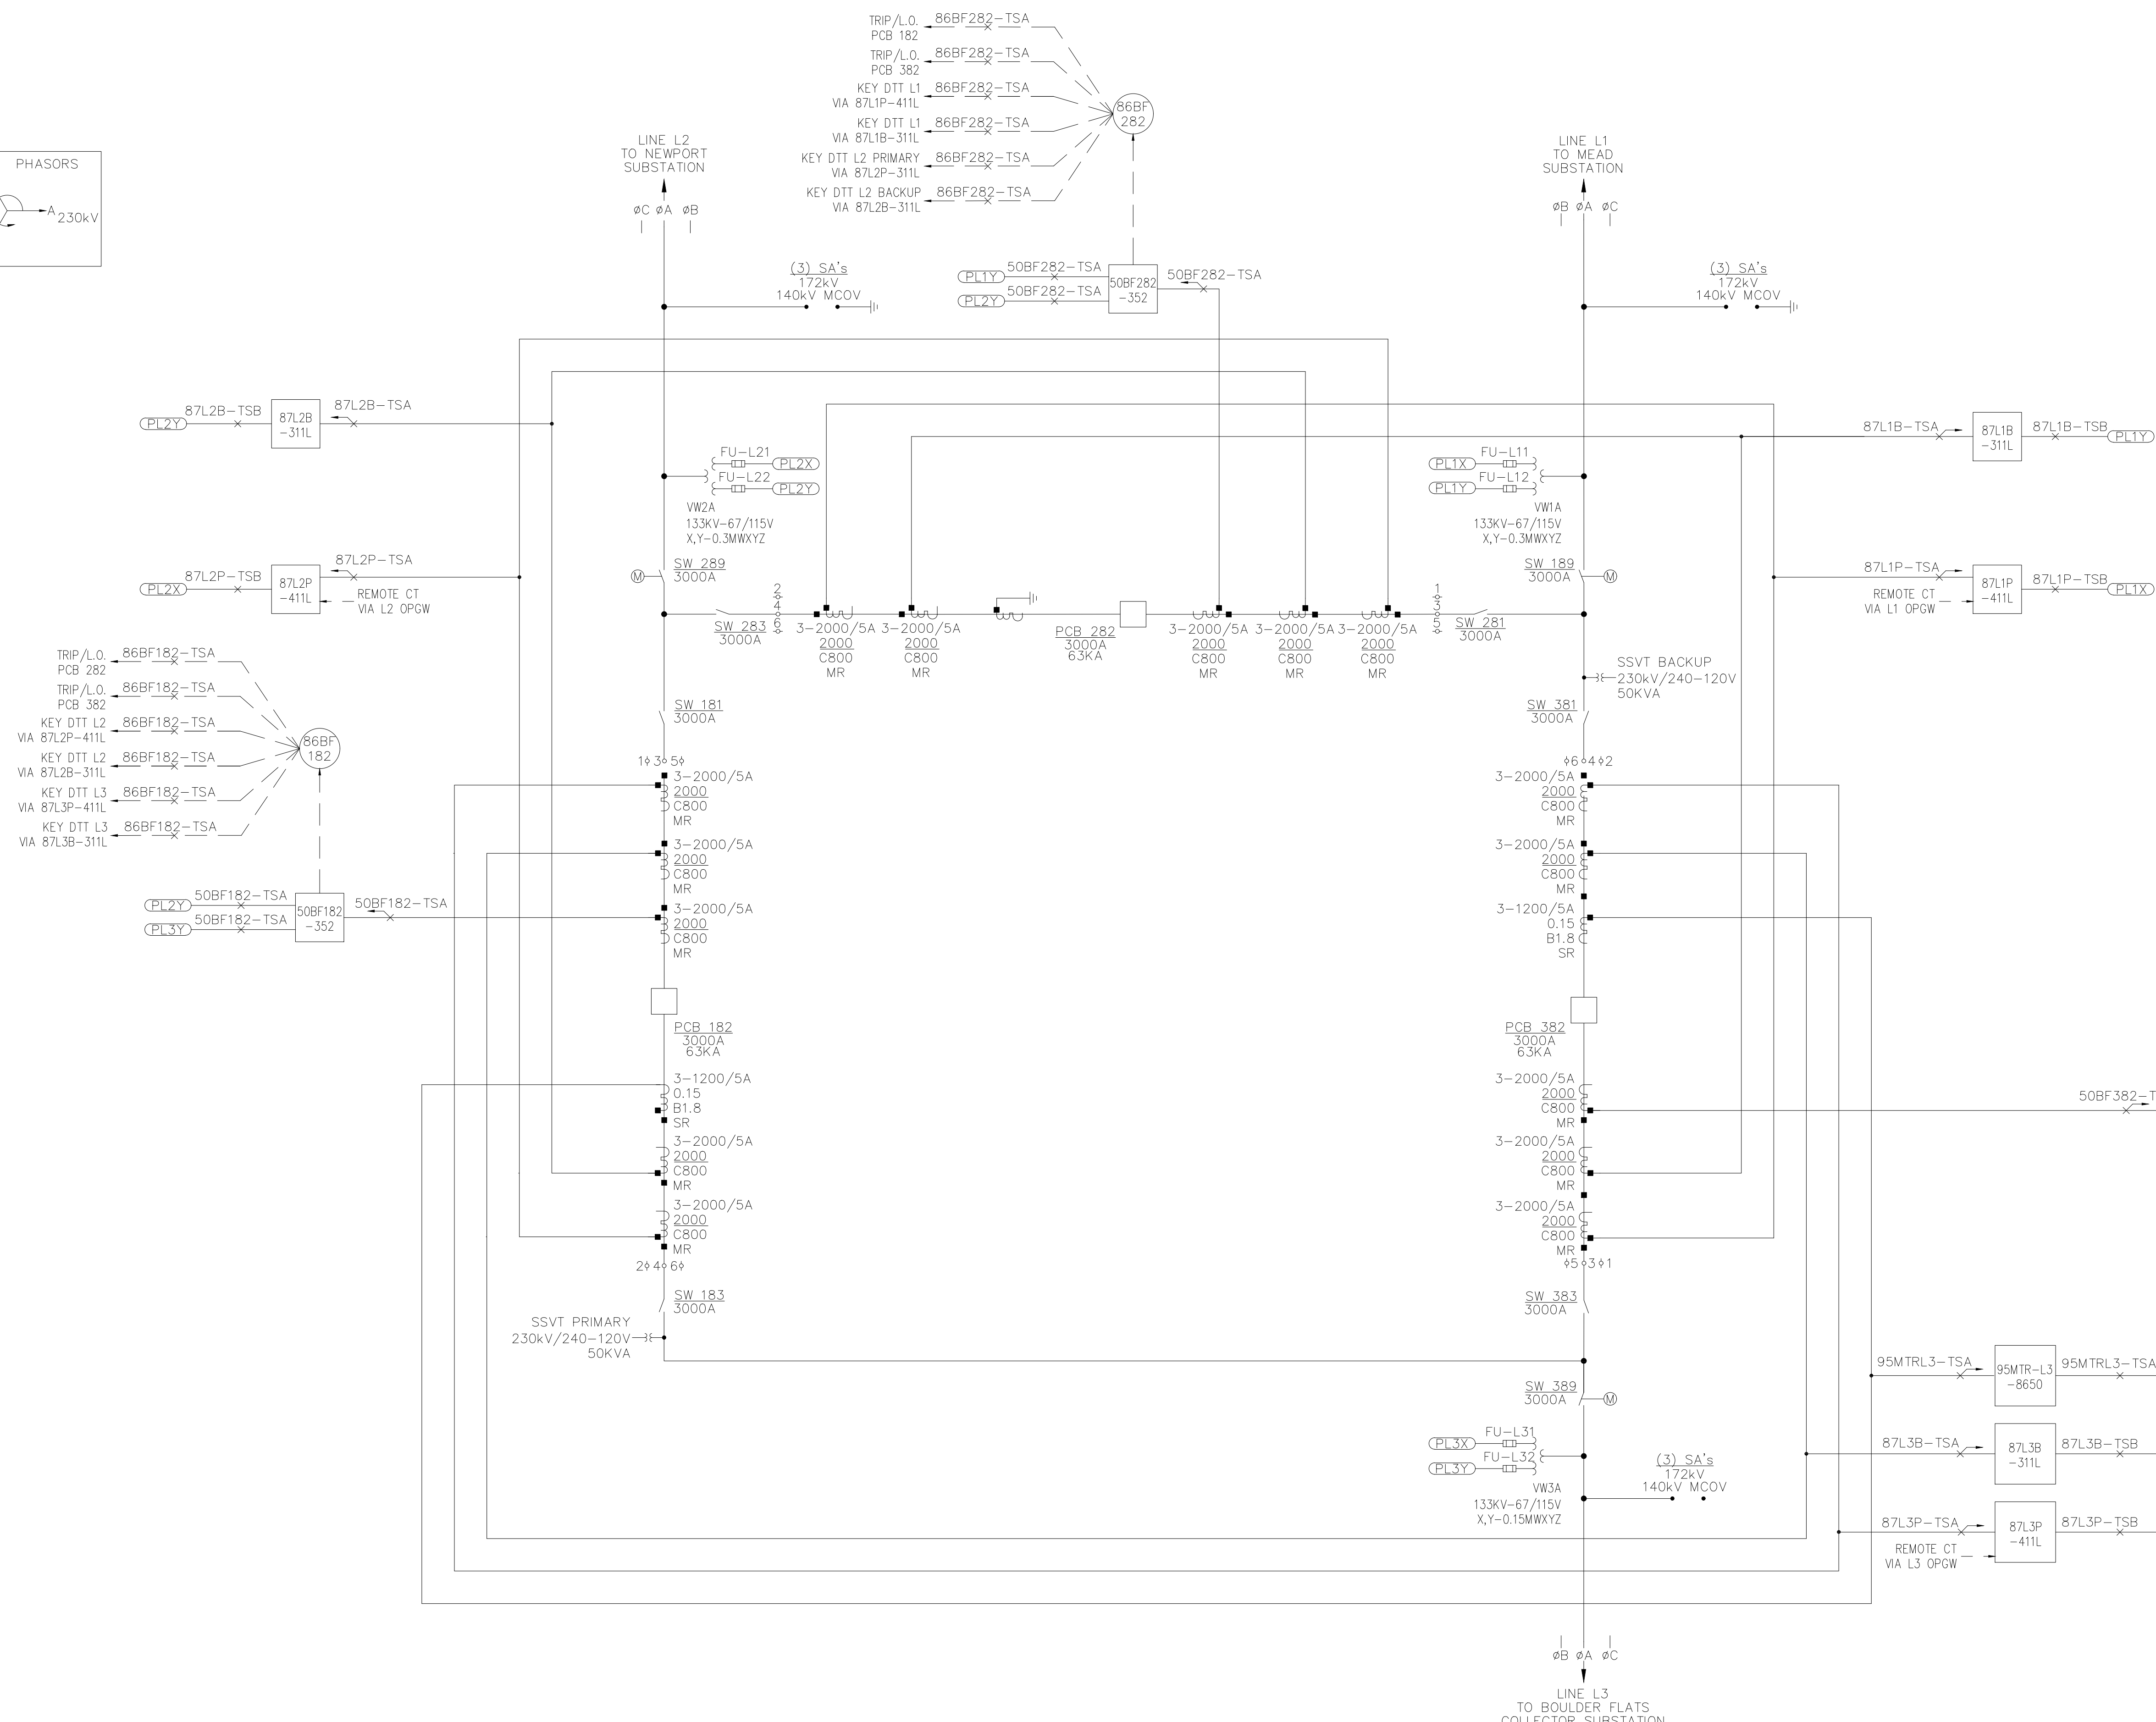 TRIP/L.O.
PCB 182
86BF282-TSA
TRIP/L.O.
PCB 382
86BF282-TSA
KEY DTT L1
VIA 87L1P-411L
86BF282-TSA
KEY DTT L1
VIA 87L1B-311L
86BF282-TSA
KEY DTT L2 PRIMARY
VIA 87L2P-311L
86BF282-TSA
KEY DTT L2 BACKUP
VIA 87L2B-311L
86BF282-TSA
86BF
282
PHASORS
A
230kV
LINE L2
TO NEWPORT
SUBSTATION
øC øA øB
LINE L1
TO MEAD
SUBSTATION
øB øA øC
(3) SA's
172kV
140kV MCOV
PL1Y
50BF282-TSA
PL2Y
50BF282-TSA
50BF282
-352
50BF282-TSA
(3) SA's
172kV
140kV MCOV
PL2Y
87L2B-TSB
87L2B
-311L
87L2B-TSA
FU-L21
PL2X
FU-L22
PL2Y
VW2A
133KV-67/115V
X,Y-0.3MWXYZ
PL1X
FU-L11
PL1Y
FU-L12
VW1A
133KV-67/115V
X,Y-0.3MWXYZ
87L1B-TSA
87L1B
-311L
87L1B-TSB
PL1Y
PL2X
87L2P-TSB
87L2P
-411L
87L2P-TSA
REMOTE CT
VIA L2 OPGW
M
SW 289
3000A
SW 189
3000A
M
87L1P-TSA
REMOTE CT
VIA L1 OPGW
87L1P
-411L
87L1P-TSB
PL1X
SW 283
3000A
2
4
6
3-2000/5A
2000
C800
MR
3-2000/5A
2000
C800
MR
PCB 282
3000A
63KA
3-2000/5A
2000
C800
MR
3-2000/5A
2000
C800
MR
3-2000/5A
2000
C800
MR
1
3
5
SW 281
3000A
TRIP/L.O.
PCB 282
86BF182-TSA
TRIP/L.O.
PCB 382
86BF182-TSA
KEY DTT L2
VIA 87L2P-411L
86BF182-TSA
KEY DTT L2
VIA 87L2B-311L
86BF182-TSA
KEY DTT L3
VIA 87L3P-411L
86BF182-TSA
KEY DTT L3
VIA 87L3B-311L
86BF182-TSA
86BF
182
SW 181
3000A
SSVT BACKUP
230kV/240-120V
50KVA
SW 381
3000A
1 3 5
3-2000/5A
2000
C800
MR
3-2000/5A
2000
C800
MR
3-2000/5A
2000
C800
MR
6 4 2
3-2000/5A
2000
C800
MR
3-2000/5A
2000
C800
MR
3-1200/5A
0.15
B1.8
SR
PL2Y
50BF182-TSA
PL3Y
50BF182-TSA
50BF182
-352
50BF182-TSA
PCB 182
3000A
63KA
PCB 382
3000A
63KA
3-1200/5A
0.15
B1.8
SR
3-2000/5A
2000
C800
MR
3-2000/5A
2000
C800
MR
2 4 6
3-2000/5A
2000
C800
MR
3-2000/5A
2000
C800
MR
3-2000/5A
2000
C800
MR
5 3 1
50BF382-T
SW 183
3000A
SSVT PRIMARY
230kV/240-120V
50KVA
SW 383
3000A
SW 389
3000A
M
95MTRL3-TSA
95MTR-L3
-8650
95MTRL3-TSA
PL3X
FU-L31
PL3Y
FU-L32
VW3A
133KV-67/115V
X,Y-0.15MWXYZ
(3) SA's
172kV
140kV MCOV
87L3B-TSA
87L3B
-311L
87L3B-TSB
87L3P-TSA
REMOTE CT
VIA L3 OPGW
87L3P
-411L
87L3P-TSB
øB øA øC
LINE L3
TO BOULDER FLATS
COLLECTOR SUBSTATION